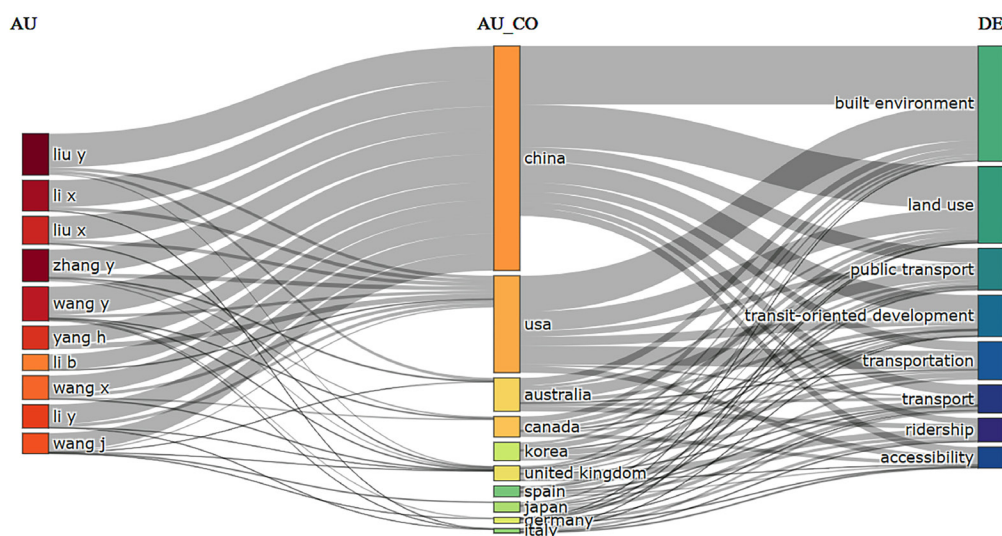 AU
AU_CO
DE
liu y
li x
liu x
zhang y
wang y
yang h
li b
wang x
li y
wang j
china
usa
australia
canada
korea
united kingdom
spain
japan
germany
italy
built environment
land use
public transport
transit-oriented development
transportation
transport
ridership
accessibility